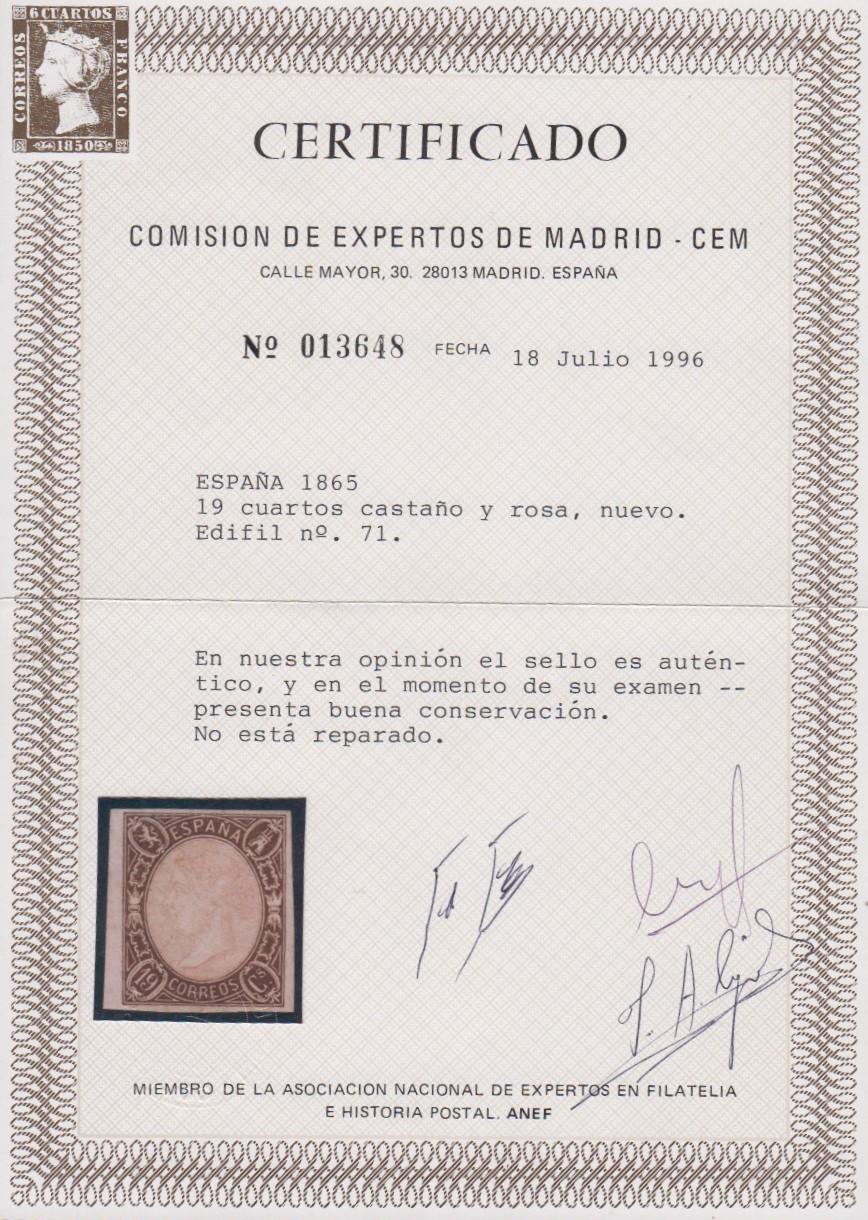 6 CUARTOS
CORREOS
FRANCO
1850
CERTIFICADO
COMISION DE EXPERTOS DE MADRID - CEM
CALLE MAYOR, 30. 28013 MADRID. ESPAÑA
Nº 013648 FECHA 18 Julio 1996
ESPAÑA 1865
19 cuartos castaño y rosa, nuevo.
Edifil nº. 71.
En nuestra opinión el sello es autén-
tico, y en el momento de su examen --
presenta buena conservación.
No está reparado.
ESPAÑA
19 CORREOS Cs
MIEMBRO DE LA ASOCIACION NACIONAL DE EXPERTOS EN FILATELIA
E HISTORIA POSTAL. ANEF